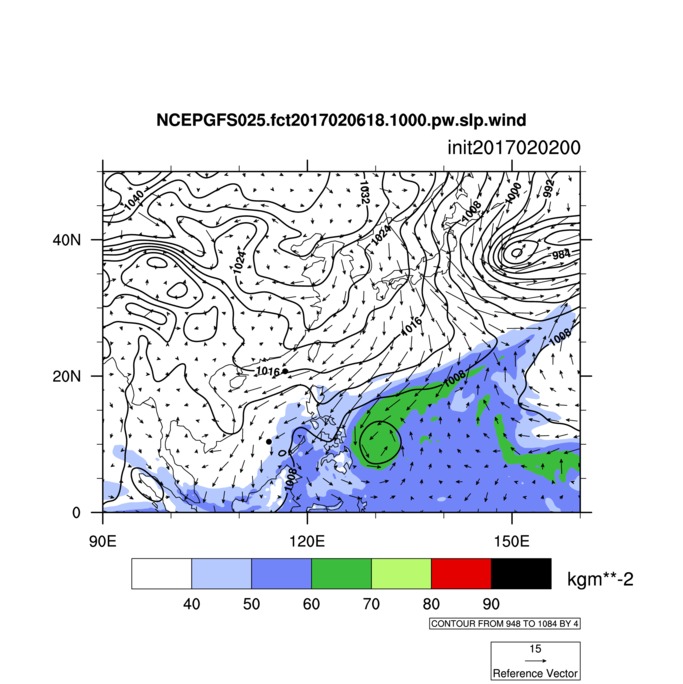 NCEPGFS025.fct2017020618.1000.pw.slp.wind
init2017020200
1040
1032
1008
1000
992
1024
1024
984
40N
1016
1008
1016
20N
1008
1008
0
0
90E 120E 150E
kgm**-2
40 50 60 70 80 90
CONTOUR FROM 948 TO 1084 BY 4
15
Reference Vector